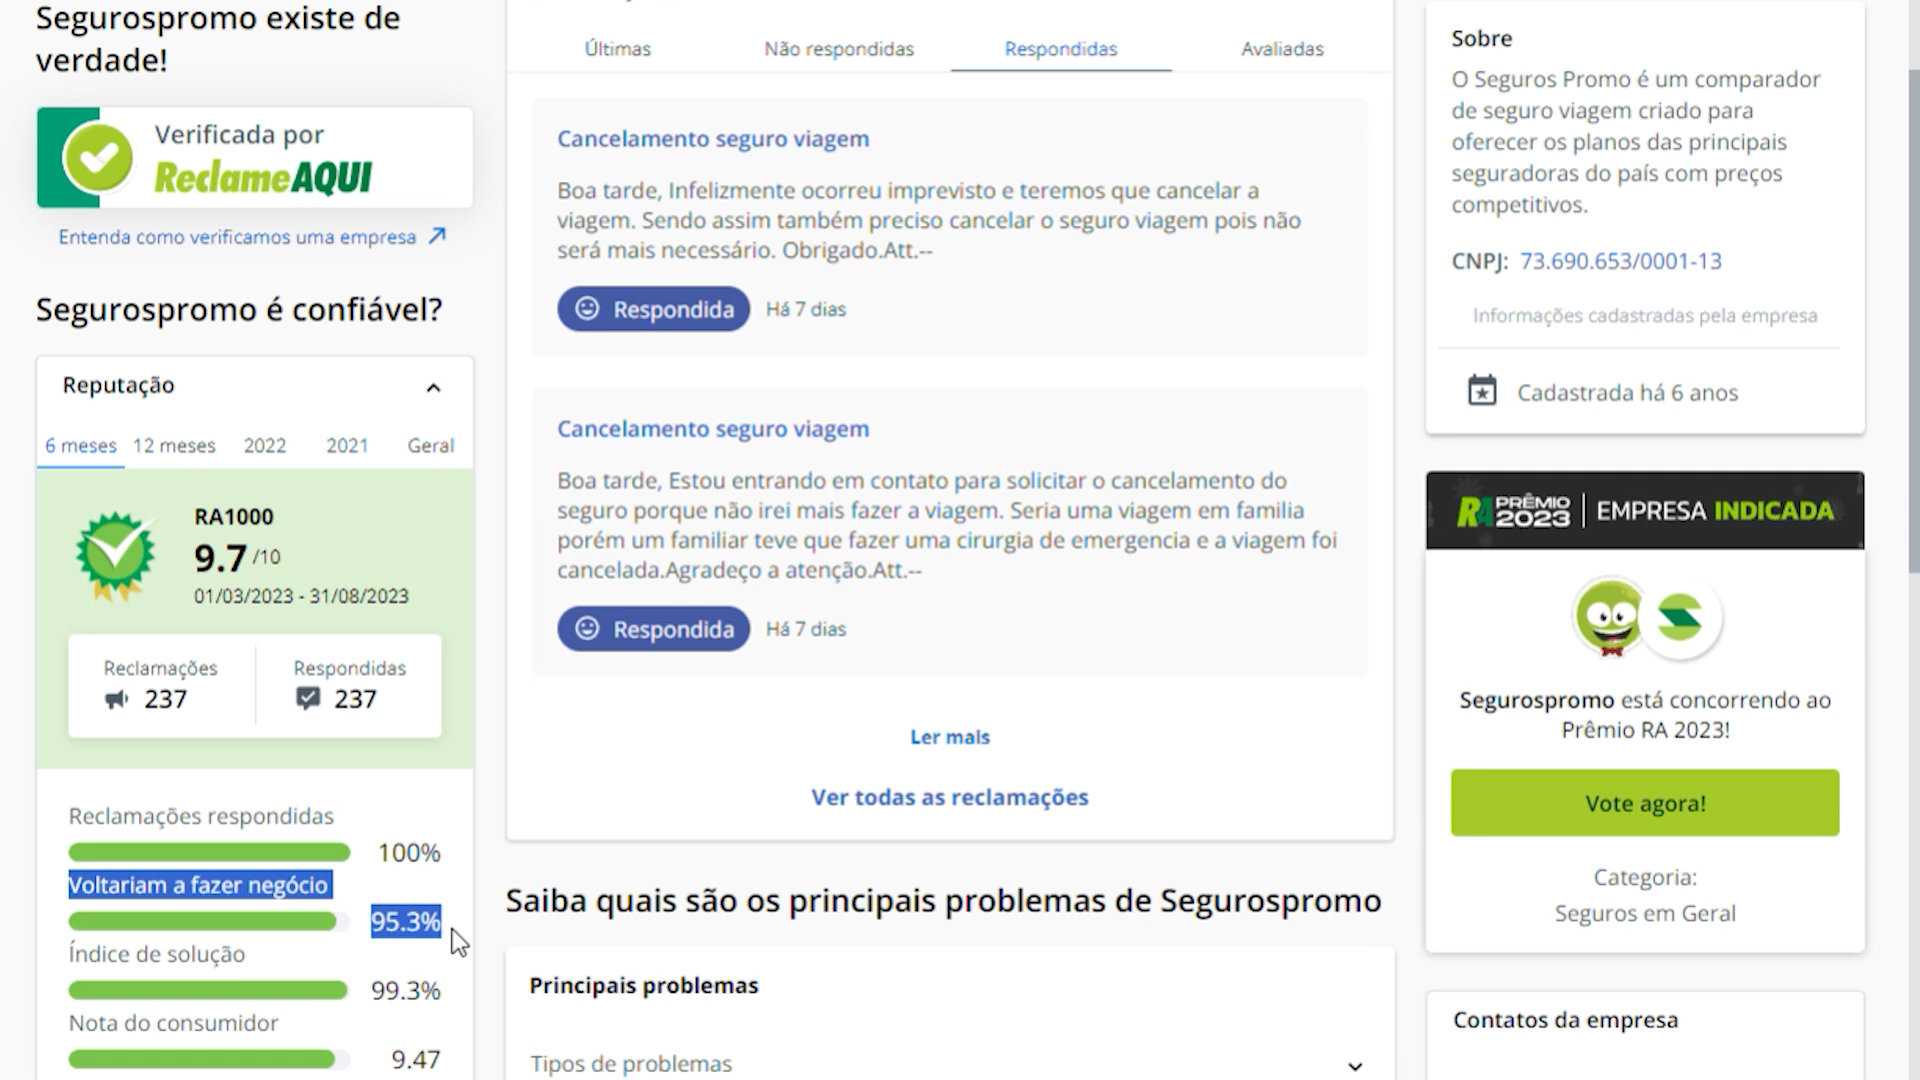 Segurospromo existe de
verdade!
Verificada por
ReclameAQUI
Entenda como verificamos uma empresa
Segurospromo é confiável?
Reputação
6 meses 12 meses 2022 2021 Geral
RA1000
9.7 /10
01/03/2023 - 31/08/2023
Reclamações Respondidas
237 237
Reclamações respondidas
100%
Voltariam a fazer negócio
95.3%
Índice de solução
99.3%
Nota do consumidor
9.47
Últimas Não respondidas Respondidas Avaliadas
Cancelamento seguro viagem
Boa tarde, Infelizmente ocorreu imprevisto e teremos que cancelar a
viagem. Sendo assim também preciso cancelar o seguro viagem pois não
será mais necessário. Obrigado.Att.--
Respondida Há 7 dias
Cancelamento seguro viagem
Boa tarde, Estou entrando em contato para solicitar o cancelamento do
seguro porque não irei mais fazer a viagem. Seria uma viagem em familia
porém um familiar teve que fazer uma cirurgia de emergencia e a viagem foi
cancelada.Agradeço a atenção.Att.--
Respondida Há 7 dias
Ler mais
Ver todas as reclamações
Saiba quais são os principais problemas de Segurospromo
Principais problemas
Tipos de problemas
Sobre
O Seguros Promo é um comparador
de seguro viagem criado para
oferecer os planos das principais
seguradoras do país com preços
competitivos.
CNPJ: 73.690.653/0001-13
Informações cadastradas pela empresa
Cadastrada há 6 anos
RA PRÊMIO 2023 EMPRESA INDICADA
Segurospromo está concorrendo ao
Prêmio RA 2023!
Vote agora!
Categoria:
Seguros em Geral
Contatos da empresa